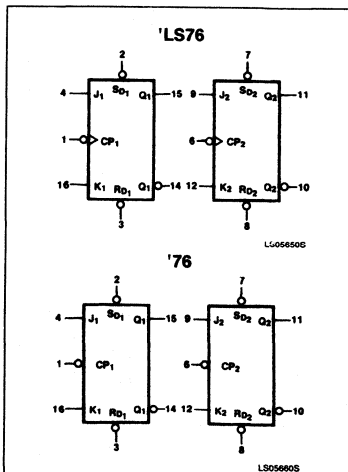 'LS76
2
7
4 J1 SD1 Q1 15
9 J2 SD2 Q2 11
1 CP1
6 CP2
16 K1 RD1 Q1 14
12 K2 RD2 Q2 10
3
8
LS05650S
'76
2
7
4 J1 SD1 Q1 15
9 J2 SD2 Q2 11
1 CP1
6 CP2
16 K1 RD1 Q1 14
12 K2 RD2 Q2 10
3
8
LS05660S